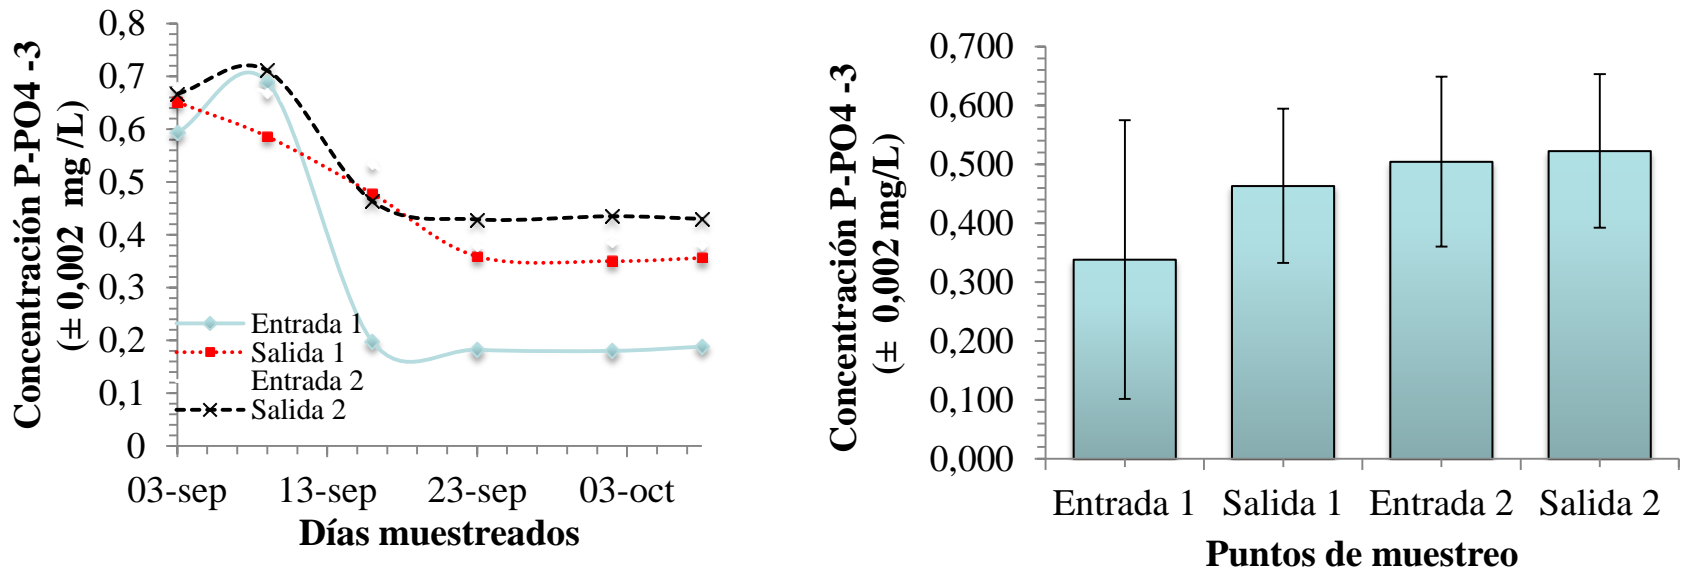 Concentración P-PO4 -3
(± 0,002 mg /L)
0,8
0,7
0,6
0,5
0,4
0,3
0,2
0,1
0
Entrada 1
Salida 1
Entrada 2
Salida 2
03-sep 13-sep 23-sep 03-oct
Días muestreados
Concentración P-PO4 -3
(± 0,002 mg/L)
0,700
0,600
0,500
0,400
0,300
0,200
0,100
0,000
Entrada 1 Salida 1 Entrada 2 Salida 2
Puntos de muestreo